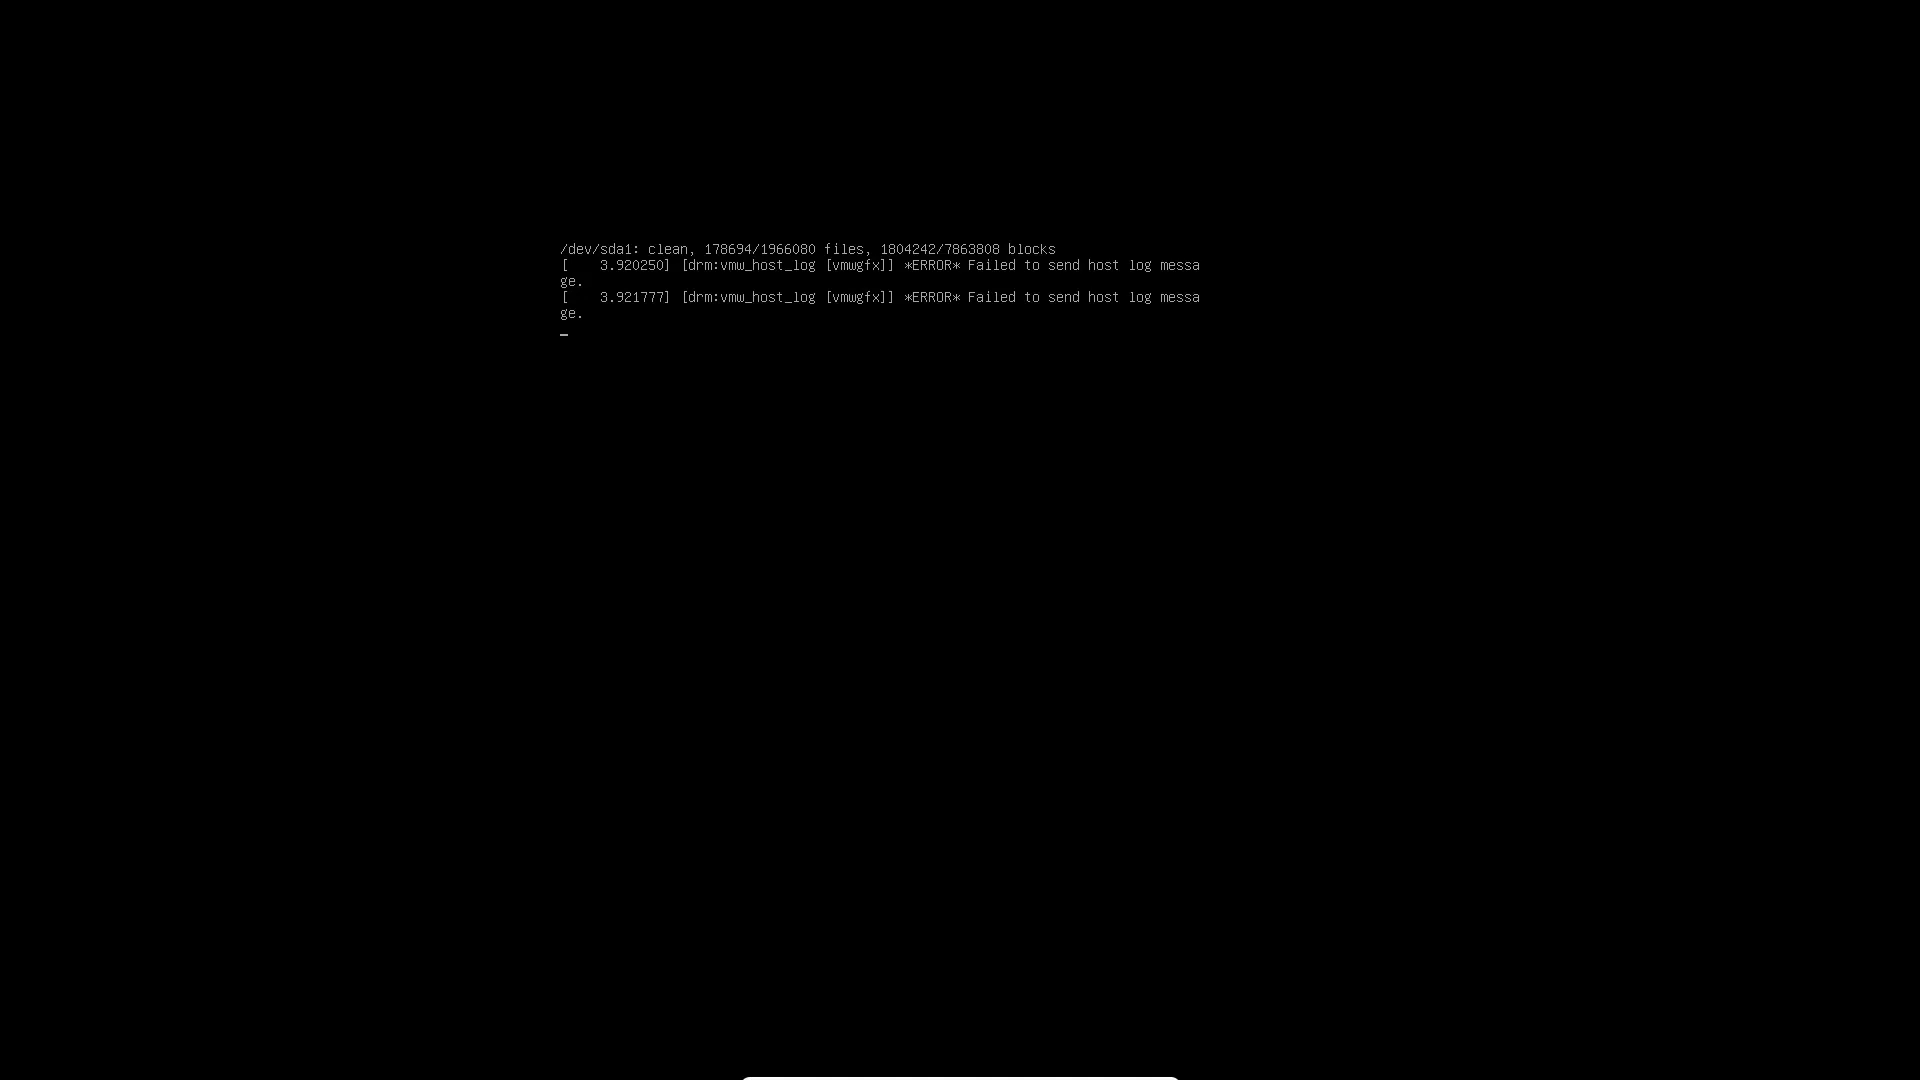 /dev/sda1: clean, 178694/1966080 files, 1804242/7863808 blocks
[    3.920250] [drm:vmw_host_log [vmwgfx]] *ERROR* Failed to send host log messa
ge.
[    3.921777] [drm:vmw_host_log [vmwgfx]] *ERROR* Failed to send host log messa
ge.
_